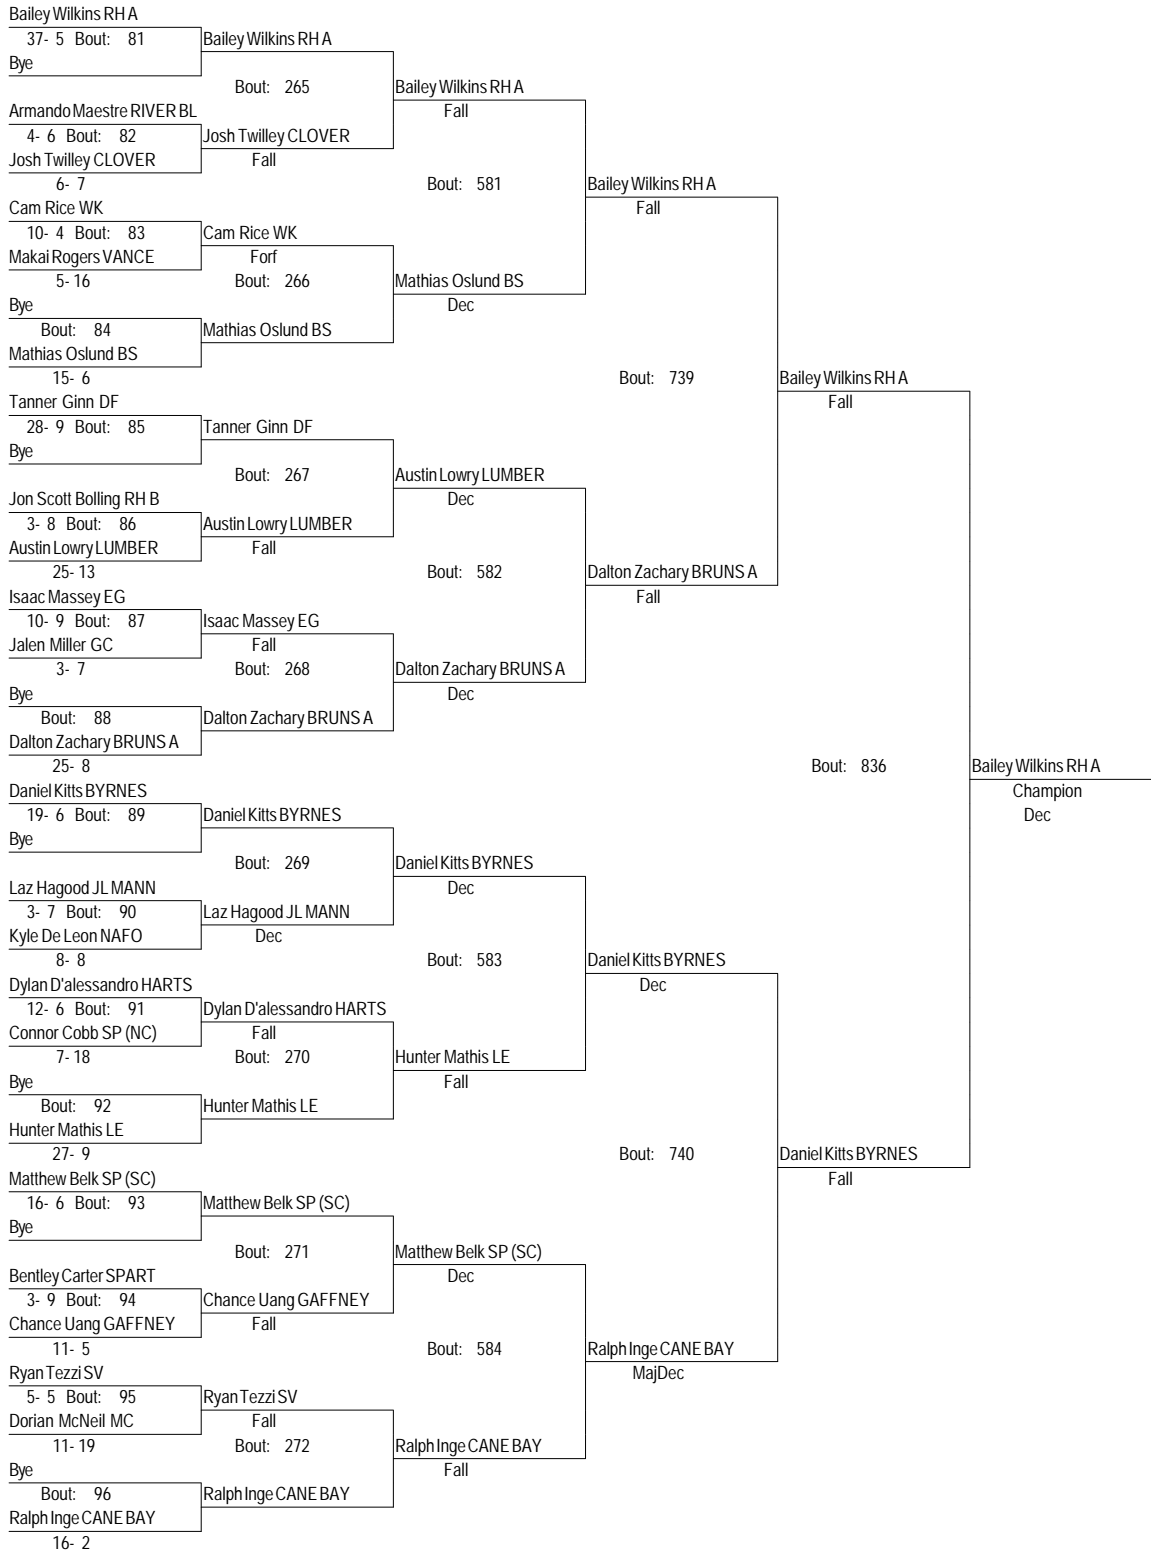 Bailey Wilkins RH A
37- 5 Bout: 81 Bailey Wilkins RH A
Bye
Bout: 265 Bailey Wilkins RH A
Armando Maestre RIVER BL Fall
4- 6 Bout: 82 Josh Twilley CLOVER
Josh Twilley CLOVER Fall
6- 7 Bout: 581 Bailey Wilkins RH A
Cam Rice WK Fall
10- 4 Bout: 83 Cam Rice WK
Makai Rogers VANCE Forf
5- 16 Bout: 266 Mathias Oslund BS
Bye Dec
Bout: 84 Mathias Oslund BS
Mathias Oslund BS
15- 6 Bout: 739 Bailey Wilkins RH A
Tanner Ginn DF Fall
28- 9 Bout: 85 Tanner Ginn DF
Bye
Bout: 267 Austin Lowry LUMBER
Jon Scott Bolling RH B Dec
3- 8 Bout: 86 Austin Lowry LUMBER
Austin Lowry LUMBER Fall
25- 13 Bout: 582 Dalton Zachary BRUNS A
Isaac Massey EG Fall
10- 9 Bout: 87 Isaac Massey EG
Jalen Miller GC Fall
3- 7 Bout: 268 Dalton Zachary BRUNS A
Bye Dec
Bout: 88 Dalton Zachary BRUNS A
Dalton Zachary BRUNS A
25- 8 Bout: 836 Bailey Wilkins RH A
Daniel Kitts BYRNES Champion
19- 6 Bout: 89 Daniel Kitts BYRNES Dec
Bye
Bout: 269 Daniel Kitts BYRNES
Laz Hagood JL MANN Dec
3- 7 Bout: 90 Laz Hagood JL MANN
Kyle De Leon NAFO Dec
8- 8 Bout: 583 Daniel Kitts BYRNES
Dylan D'alessandro HARTS Dec
12- 6 Bout: 91 Dylan D'alessandro HARTS
Connor Cobb SP (NC) Fall
7- 18 Bout: 270 Hunter Mathis LE
Bye Fall
Bout: 92 Hunter Mathis LE
Hunter Mathis LE
27- 9 Bout: 740 Daniel Kitts BYRNES
Matthew Belk SP (SC) Fall
16- 6 Bout: 93 Matthew Belk SP (SC)
Bye
Bout: 271 Matthew Belk SP (SC)
Bentley Carter SPART Dec
3- 9 Bout: 94 Chance Uang GAFFNEY
Chance Uang GAFFNEY Fall
11- 5 Bout: 584 Ralph Inge CANE BAY
Ryan Tezzi SV MajDec
5- 5 Bout: 95 Ryan Tezzi SV
Dorian McNeil MC Fall
11- 19 Bout: 272 Ralph Inge CANE BAY
Bye Fall
Bout: 96 Ralph Inge CANE BAY
Ralph Inge CANE BAY
16- 2